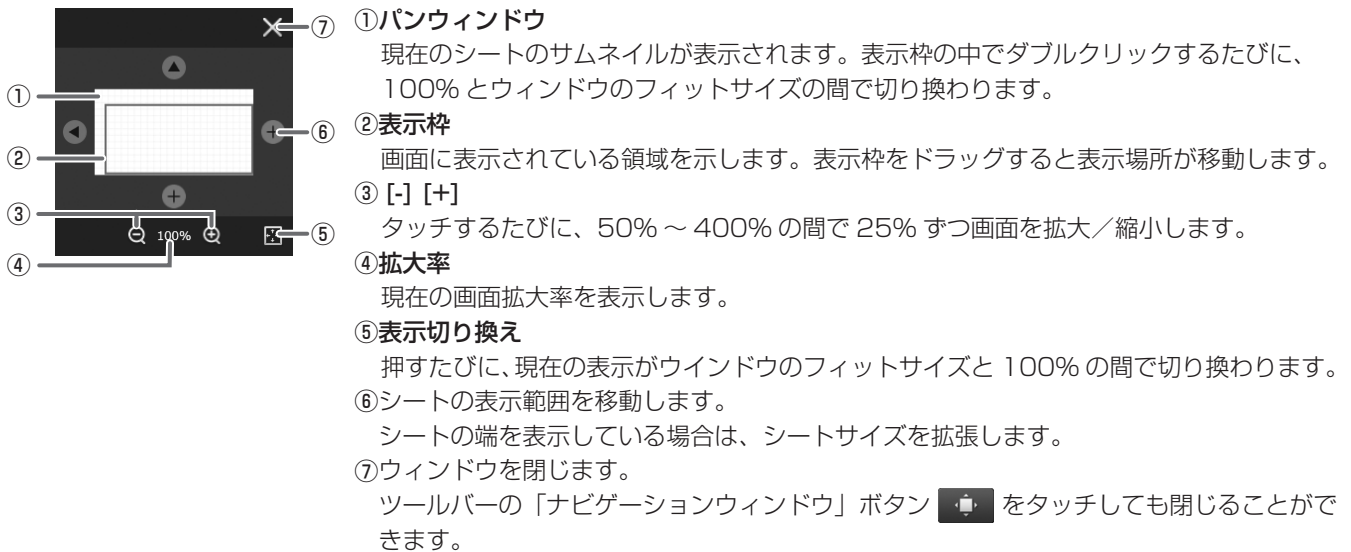 ①パンウィンドウ
現在のシートのサムネイルが表示されます。表示枠の中でダブルクリックするたびに、
100% とウィンドウのフィットサイズの間で切り換わります。
②表示枠
画面に表示されている領域を示します。表示枠をドラッグすると表示場所が移動します。
③ [-] [+]
タッチするたびに、50% ～ 400% の間で 25% ずつ画面を拡大／縮小します。
④拡大率
現在の画面拡大率を表示します。
⑤表示切り換え
押すたびに、現在の表示がウインドウのフィットサイズと 100% の間で切り換わります。
⑥シートの表示範囲を移動します。
シートの端を表示している場合は、シートサイズを拡張します。
⑦ウィンドウを閉じます。
ツールバーの「ナビゲーションウィンドウ」ボタン をタッチしても閉じることがで
きます。
⑦
①
⑥
②
③
100%
⑤
④